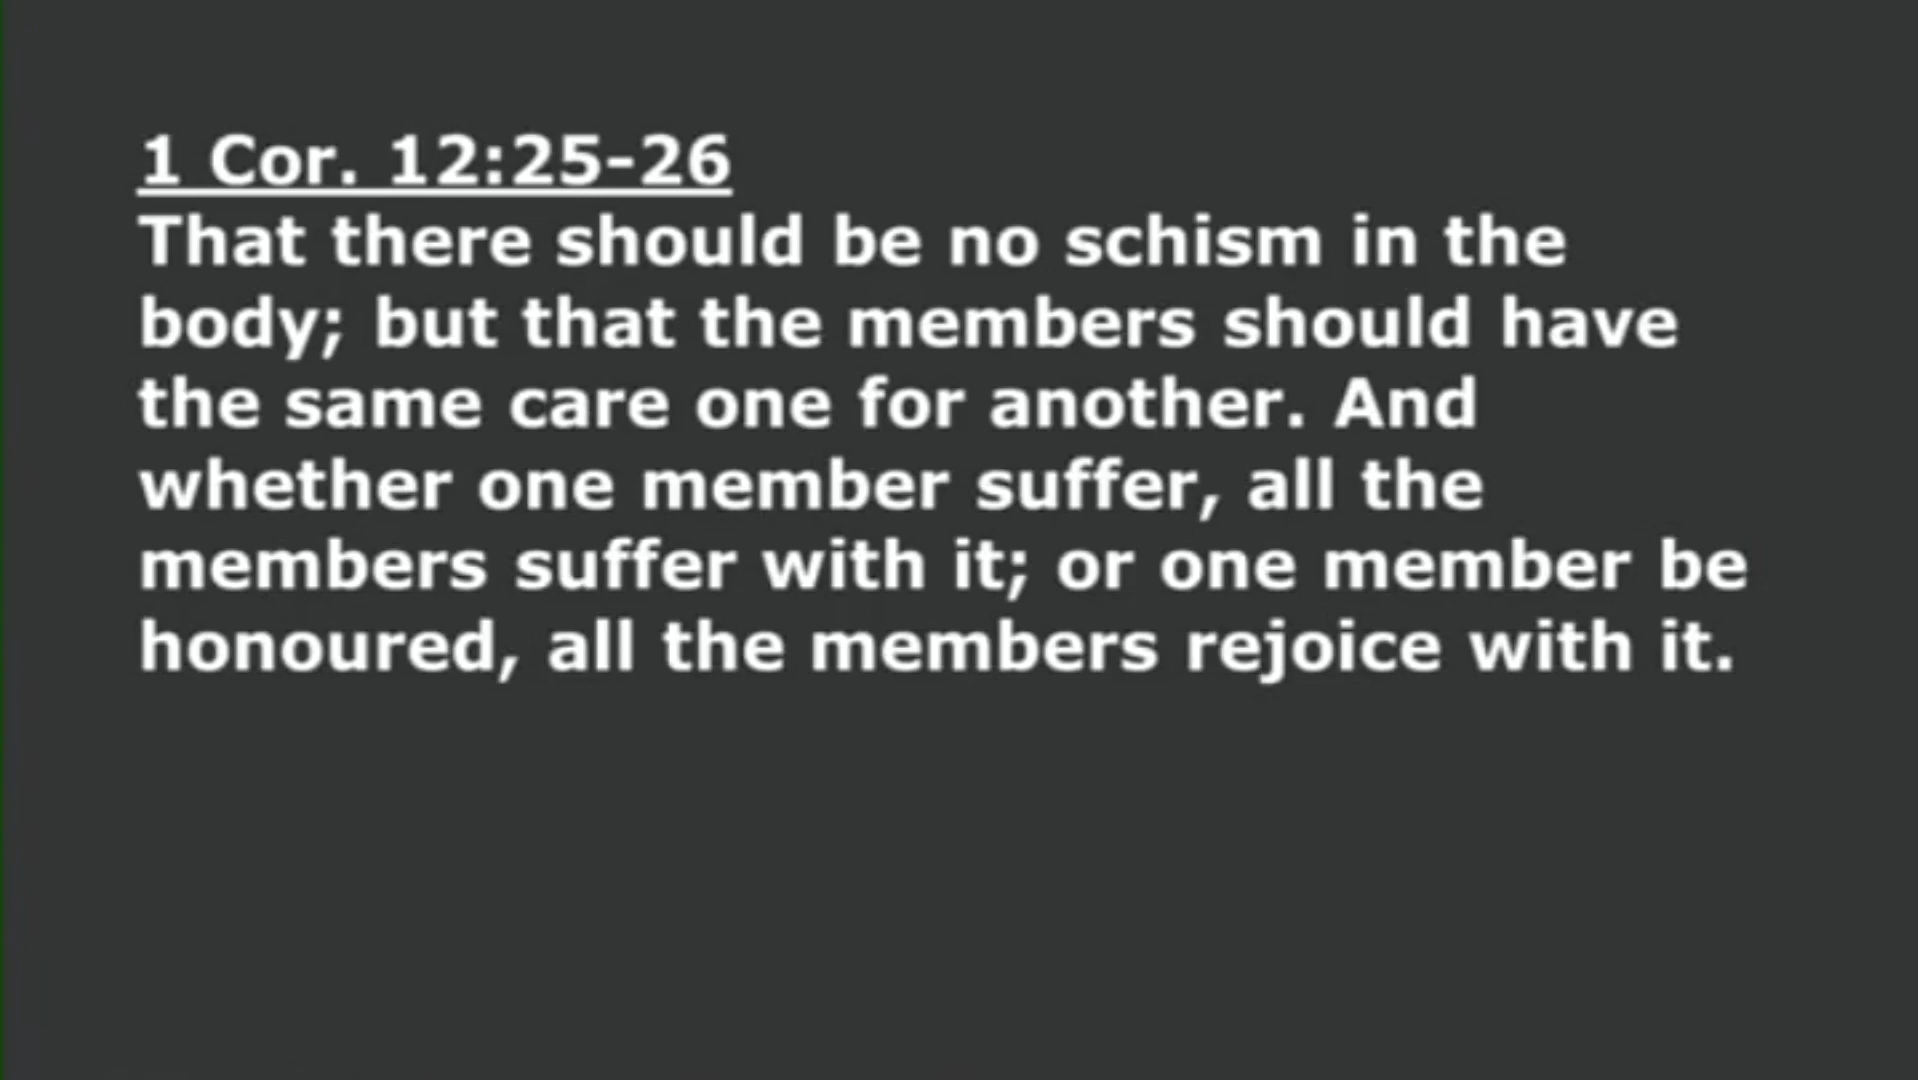 1 Cor. 12:25-26
That there should be no schism in the
body; but that the members should have
the same care one for another. And
whether one member suffer, all the
members suffer with it; or one member be
honoured, all the members rejoice with it.